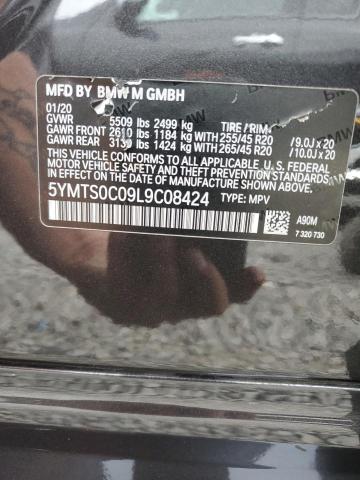 MFD BY BMW M GMBH
01/20
GVWR 5509 lbs 2499 kg TIRE / RIM
GAWR FRONT 2610 lbs 1184 kg WITH 255/45 R20 / 9.0J x 20
GAWR REAR 3139 lbs 1424 kg WITH 265/45 R20 / 10.0J x 20
THIS VEHICLE CONFORMS TO ALL APPLICABLE U.S. FEDERAL
MOTOR VEHICLE SAFETY, BUMPER, AND THEFT PREVENTION
STANDARDS IN EFFECT ON THE DATE OF MANUFACTURE SHOWN ABOVE.
5YMTS0C09L9C08424 TYPE: MPV
A90M
7 320 730